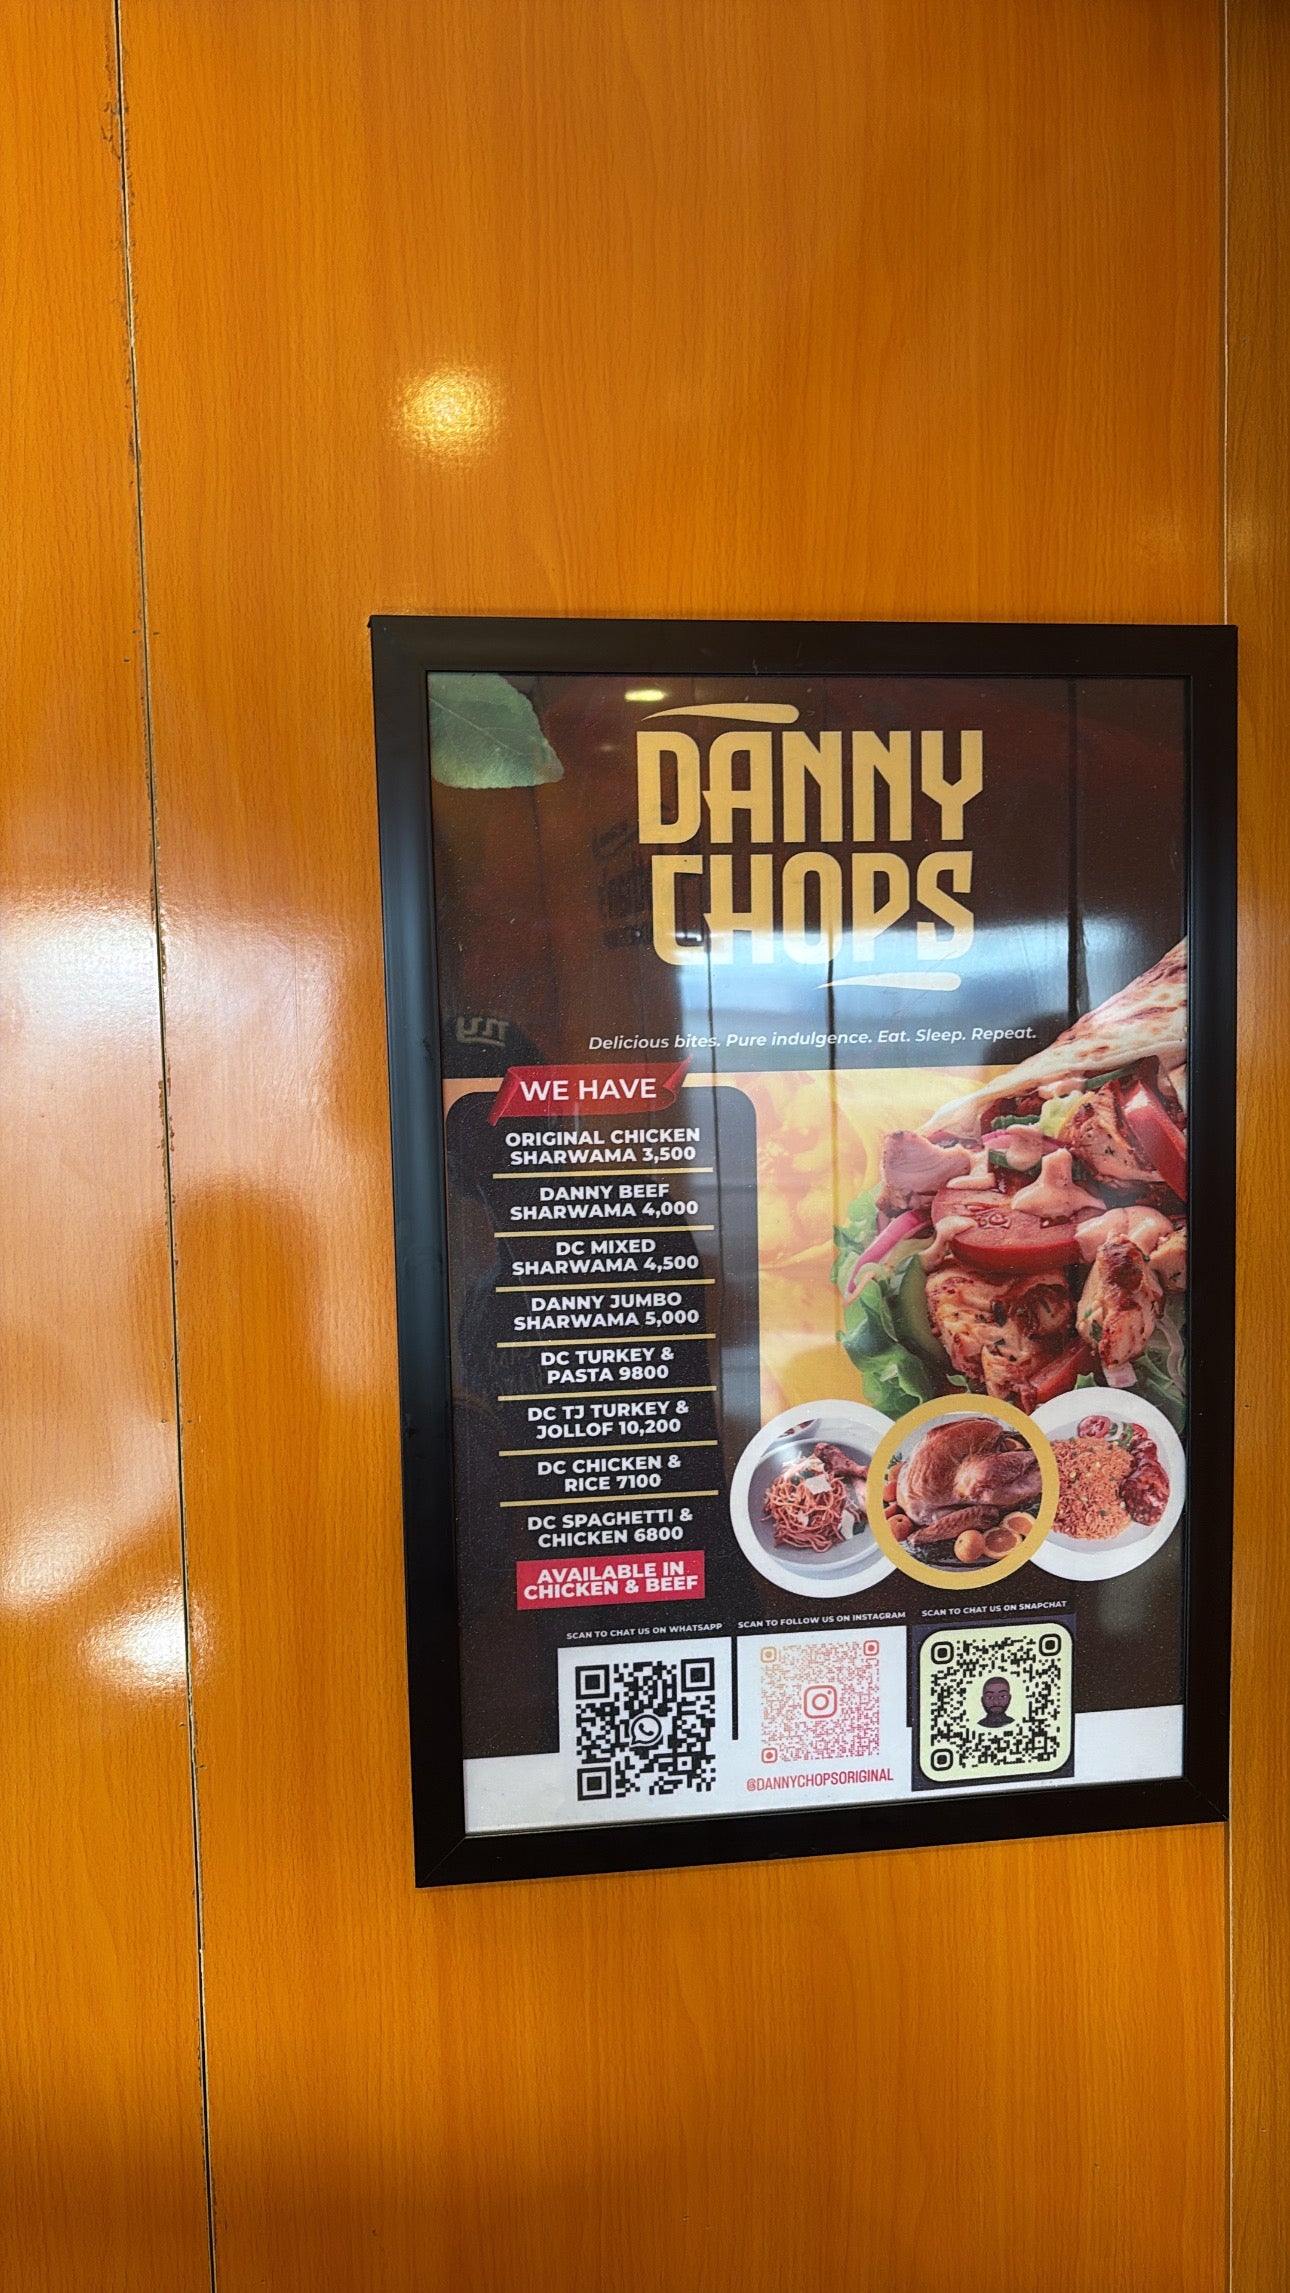 DANNY
CHOPS
Delicious bites. Pure indulgence. Eat. Sleep. Repeat.
WE HAVE
ORIGINAL CHICKEN
SHARWAMA 3,500
DANNY BEEF
SHARWAMA 4,000
DC MIXED
SHARWAMA 4,500
DANNY JUMBO
SHARWAMA 5,000
DC TURKEY &
PASTA 9800
DC TJ TURKEY &
JOLLOF 10,200
DC CHICKEN &
RICE 7100
DC SPAGHETTI &
CHICKEN 6800
AVAILABLE IN
CHICKEN & BEEF
SCAN TO CHAT US ON WHATSAPP
SCAN TO FOLLOW US ON INSTAGRAM
SCAN TO CHAT US ON SNAPCHAT
@DANNYCHOPSORIGINAL
ny